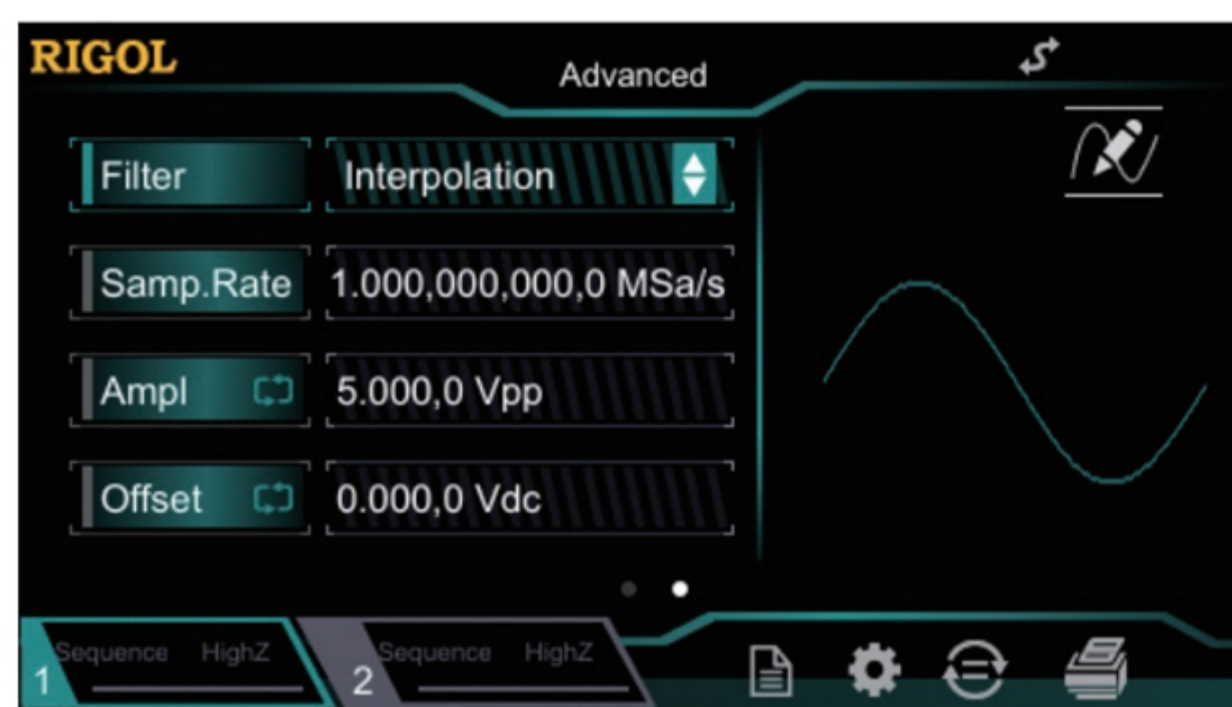 RIGOL
Advanced
Filter Interpolation
Samp.Rate 1.000,000,000,0 MSa/s
Ampl 5.000,0 Vpp
Offset 0.000,0 Vdc
1 Sequence HighZ
2 Sequence HighZ